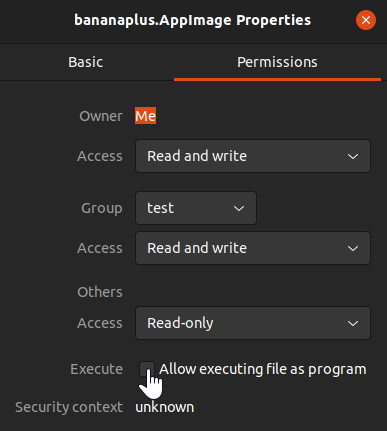 bananaplus.AppImage Properties
Basic Permissions
Owner Me
Access Read and write
Group test
Access Read and write
Others
Access Read-only
Execute Allow executing file as program
Security context unknown